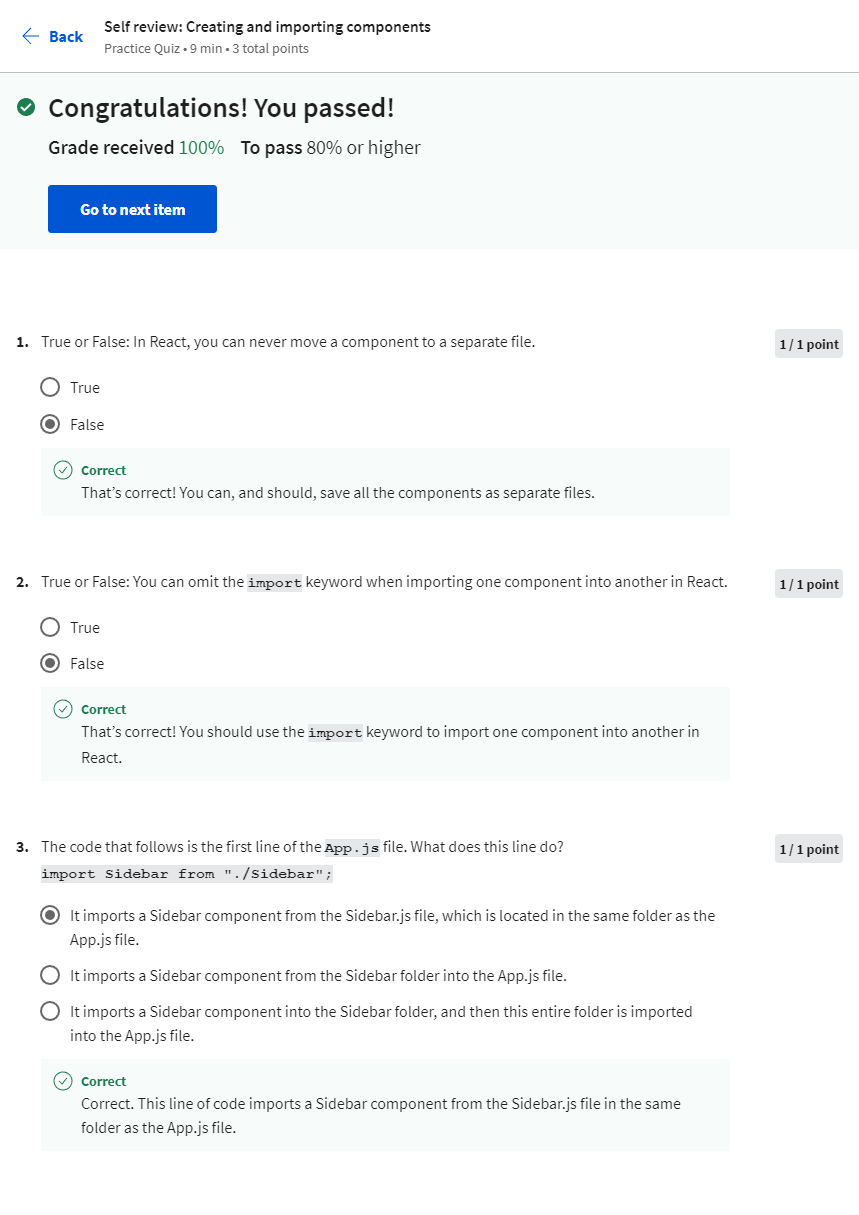 Back
Self review: Creating and importing components
Practice Quiz • 9 min • 3 total points
Congratulations! You passed!
Grade received 100% To pass 80% or higher
Go to next item
1. True or False: In React, you can never move a component to a separate file.
1 / 1 point
True
False
Correct
That’s correct! You can, and should, save all the components as separate files.
2. True or False: You can omit the import keyword when importing one component into another in React.
1 / 1 point
True
False
Correct
That’s correct! You should use the import keyword to import one component into another in
React.
3. The code that follows is the first line of the App.js file. What does this line do?
1 / 1 point
import Sidebar from "./Sidebar";
It imports a Sidebar component from the Sidebar.js file, which is located in the same folder as the
App.js file.
It imports a Sidebar component from the Sidebar folder into the App.js file.
It imports a Sidebar component into the Sidebar folder, and then this entire folder is imported
into the App.js file.
Correct
Correct. This line of code imports a Sidebar component from the Sidebar.js file in the same
folder as the App.js file.